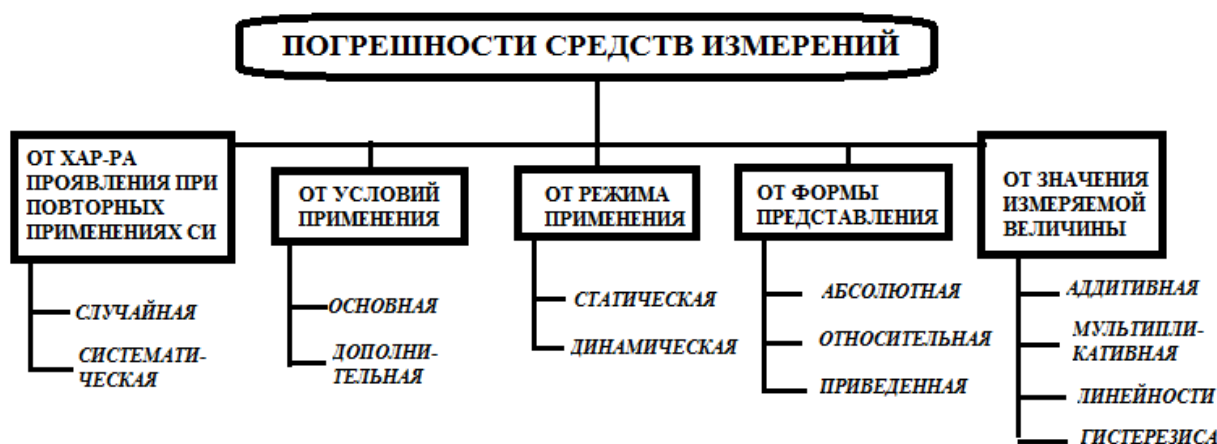 ПОГРЕШНОСТИ СРЕДСТВ ИЗМЕРЕНИЙ
ОТ ХАР-РА
ПРОЯВЛЕНИЯ ПРИ
ПОВТОРНЫХ
ПРИМЕНЕНИЯХ СИ
СЛУЧАЙНАЯ
СИСТЕМАТИ-
ЧЕСКАЯ
ОТ УСЛОВИЙ
ПРИМЕНЕНИЯ
ОСНОВНАЯ
ДОПОЛНИ-
ТЕЛЬНАЯ
ОТ РЕЖИМА
ПРИМЕНЕНИЯ
СТАТИЧЕСКАЯ
ДИНАМИЧЕСКАЯ
ОТ ФОРМЫ
ПРЕДСТАВЛЕНИЯ
АБСОЛЮТНАЯ
ОТНОСИТЕЛЬНАЯ
ПРИВЕДЕННАЯ
ОТ ЗНАЧЕНИЯ
ИЗМЕРЯЕМОЙ
ВЕЛИЧИНЫ
АДДИТИВНАЯ
МУЛЬТИПЛИ-
КАТИВНАЯ
ЛИНЕЙНОСТИ
ГИСТЕРЕЗИСА